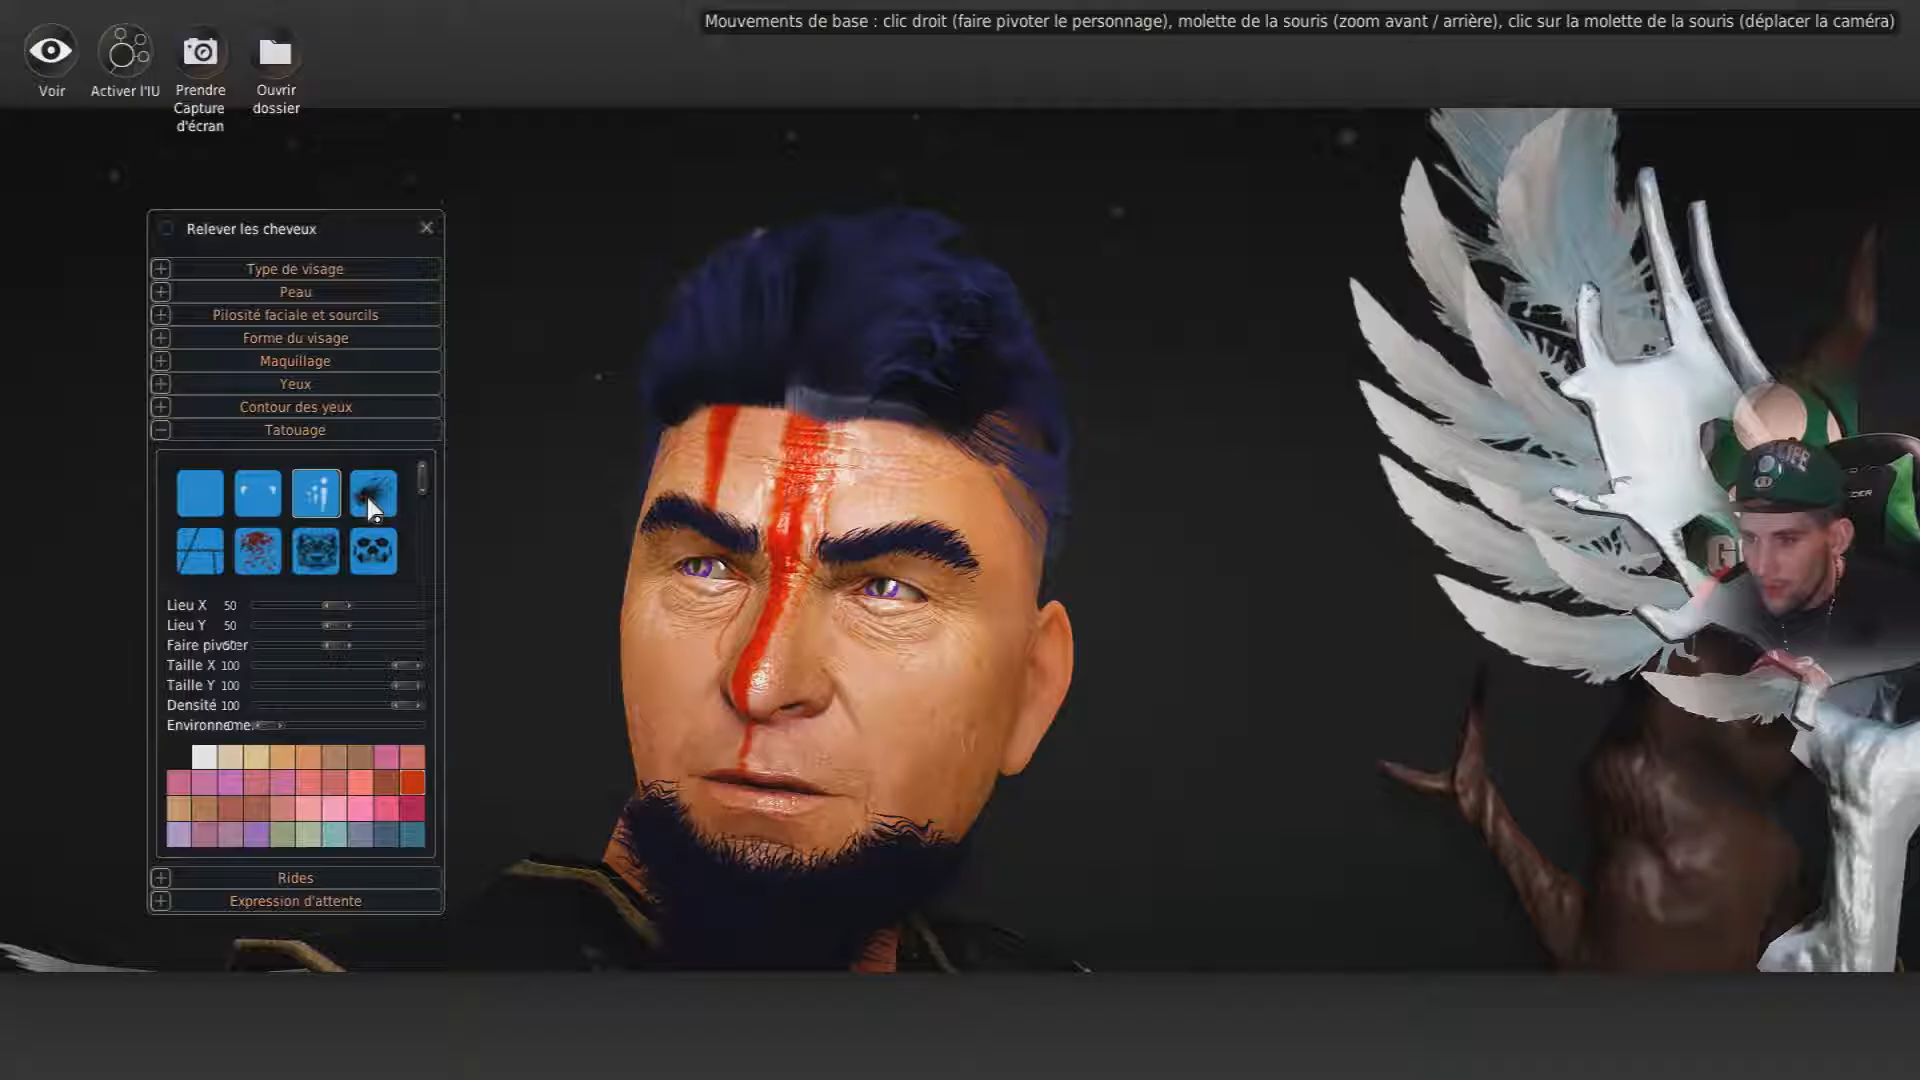 Mouvements de base : clic droit (faire pivoter le personnage), molette de la souris (zoom avant / arrière), clic sur la molette de la souris (déplacer la caméra)
Voir
Activer l'IU
Prendre
Capture
d'écran
Ouvrir
dossier
Relever les cheveux
Type de visage
Peau
Pilosité faciale et sourcils
Forme du visage
Maquillage
Yeux
Contour des yeux
Tatouage
Lieu X 50
Lieu Y 50
Faire pivoter
Taille X 100
Taille Y 100
Densité 100
Environneme
Rides
Expression d'attente